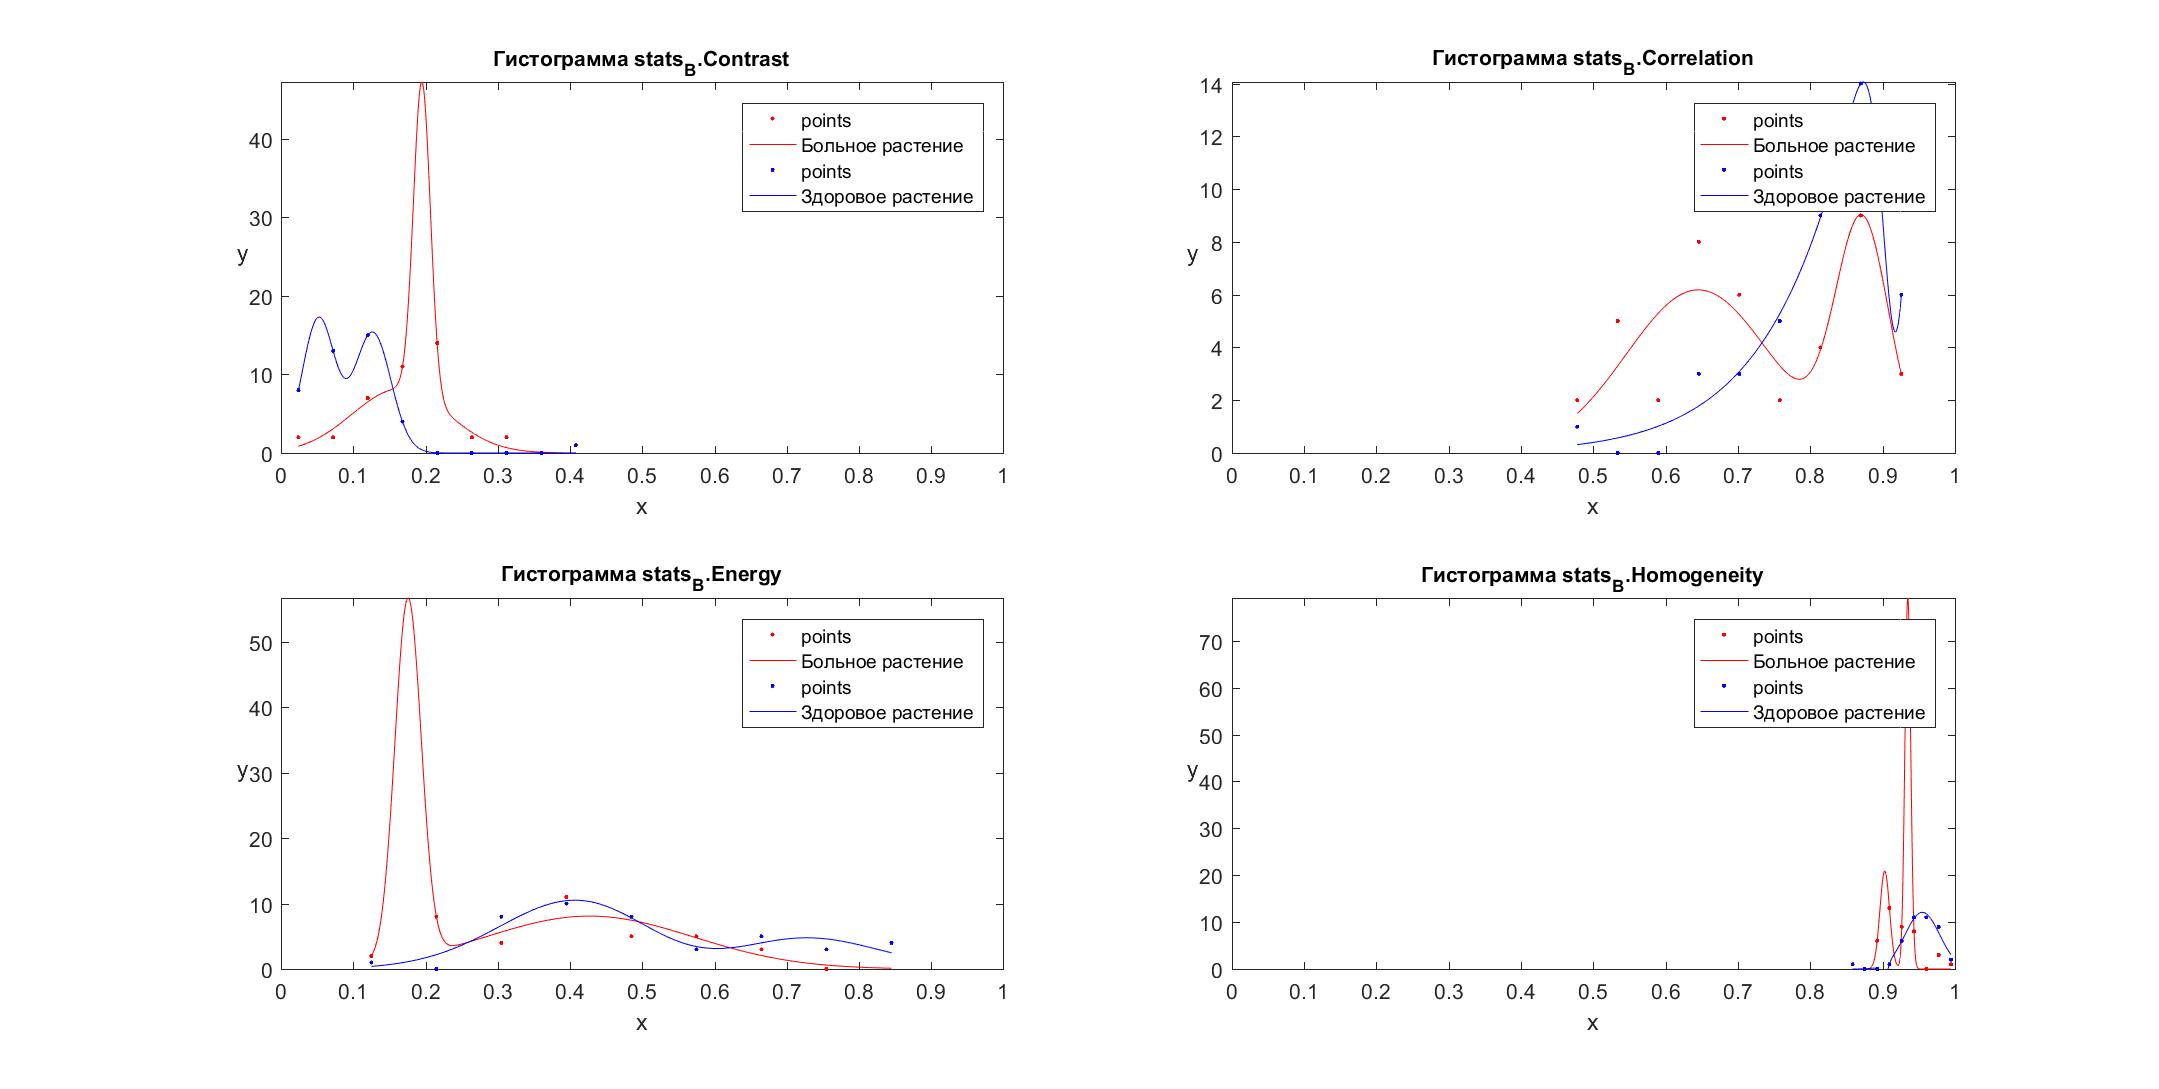 Гистограмма stats_B.Contrast
40
30
20
10
0
y
0 0.1 0.2 0.3 0.4 0.5 0.6 0.7 0.8 0.9 1
x
points
Больное растение
points
Здоровое растение
Гистограмма stats_B.Correlation
14
12
10
8
6
4
2
0
y
0 0.1 0.2 0.3 0.4 0.5 0.6 0.7 0.8 0.9 1
x
points
Больное растение
points
Здоровое растение
Гистограмма stats_B.Energy
50
40
30
20
10
0
y
0 0.1 0.2 0.3 0.4 0.5 0.6 0.7 0.8 0.9 1
x
points
Больное растение
points
Здоровое растение
Гистограмма stats_B.Homogeneity
70
60
50
40
30
20
10
0
y
0 0.1 0.2 0.3 0.4 0.5 0.6 0.7 0.8 0.9 1
x
points
Больное растение
points
Здоровое растение